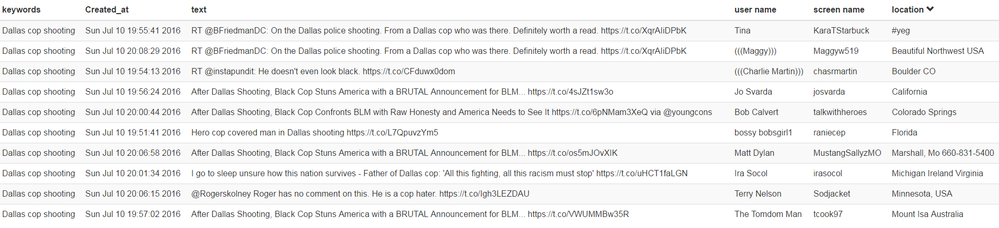 keywords Created_at text user name screen name location
Dallas cop shooting Sun Jul 10 19:55:41 2016 RT @BFriedmanDC: On the Dallas police shooting. From a Dallas cop who was there. Definitely worth a read. https://t.co/XqrAliDPbK Tina KaraTStarbuck #yeg
Dallas cop shooting Sun Jul 10 20:08:29 2016 RT @BFriedmanDC: On the Dallas police shooting. From a Dallas cop who was there. Definitely worth a read. https://t.co/XqrAliDPbK (((Maggy))) Maggyw519 Beautiful Northwest USA
Dallas cop shooting Sun Jul 10 19:54:13 2016 RT @instapundit: He doesn't even look black. https://t.co/CFduwx0dom (((Charlie Martin))) chasrmartin Boulder CO
Dallas cop shooting Sun Jul 10 19:56:24 2016 After Dallas Shooting, Black Cop Stuns America with a BRUTAL Announcement for BLM... https://t.co/4sJZt1sw3o Jo Svarda josvarda California
Dallas cop shooting Sun Jul 10 20:00:44 2016 After Dallas Shooting, Black Cop Confronts BLM with Raw Honesty and America Needs to See It https://t.co/6pNMam3XeQ via @youngcons Bob Calvert talkwithheroes Colorado Springs
Dallas cop shooting Sun Jul 10 19:51:41 2016 Hero cop covered man in Dallas shooting https://t.co/L7QpuvzYm5 bossy bobsgirl1 raniecep Florida
Dallas cop shooting Sun Jul 10 20:06:58 2016 After Dallas Shooting, Black Cop Stuns America with a BRUTAL Announcement for BLM... https://t.co/os5mJOvXIK Matt Dylan MustangSallyzMO Marshall, Mo 660-831-5400
Dallas cop shooting Sun Jul 10 20:01:34 2016 I go to sleep unsure how this nation survives - Father of Dallas cop: 'All this fighting, all this racism must stop' https://t.co/uHCT1faLGN Ira Socol irasocol Michigan Ireland Virginia
Dallas cop shooting Sun Jul 10 20:06:15 2016 @Rogerskolney Roger has no comment on this. He is a cop hater. https://t.co/Igh3LEZDAU Terry Nelson Sodjacket Minnesota, USA
Dallas cop shooting Sun Jul 10 19:57:02 2016 After Dallas Shooting, Black Cop Stuns America with a BRUTAL Announcement for BLM... https://t.co/VWUMMBw35R The Tomdom Man tcook97 Mount Isa Australia